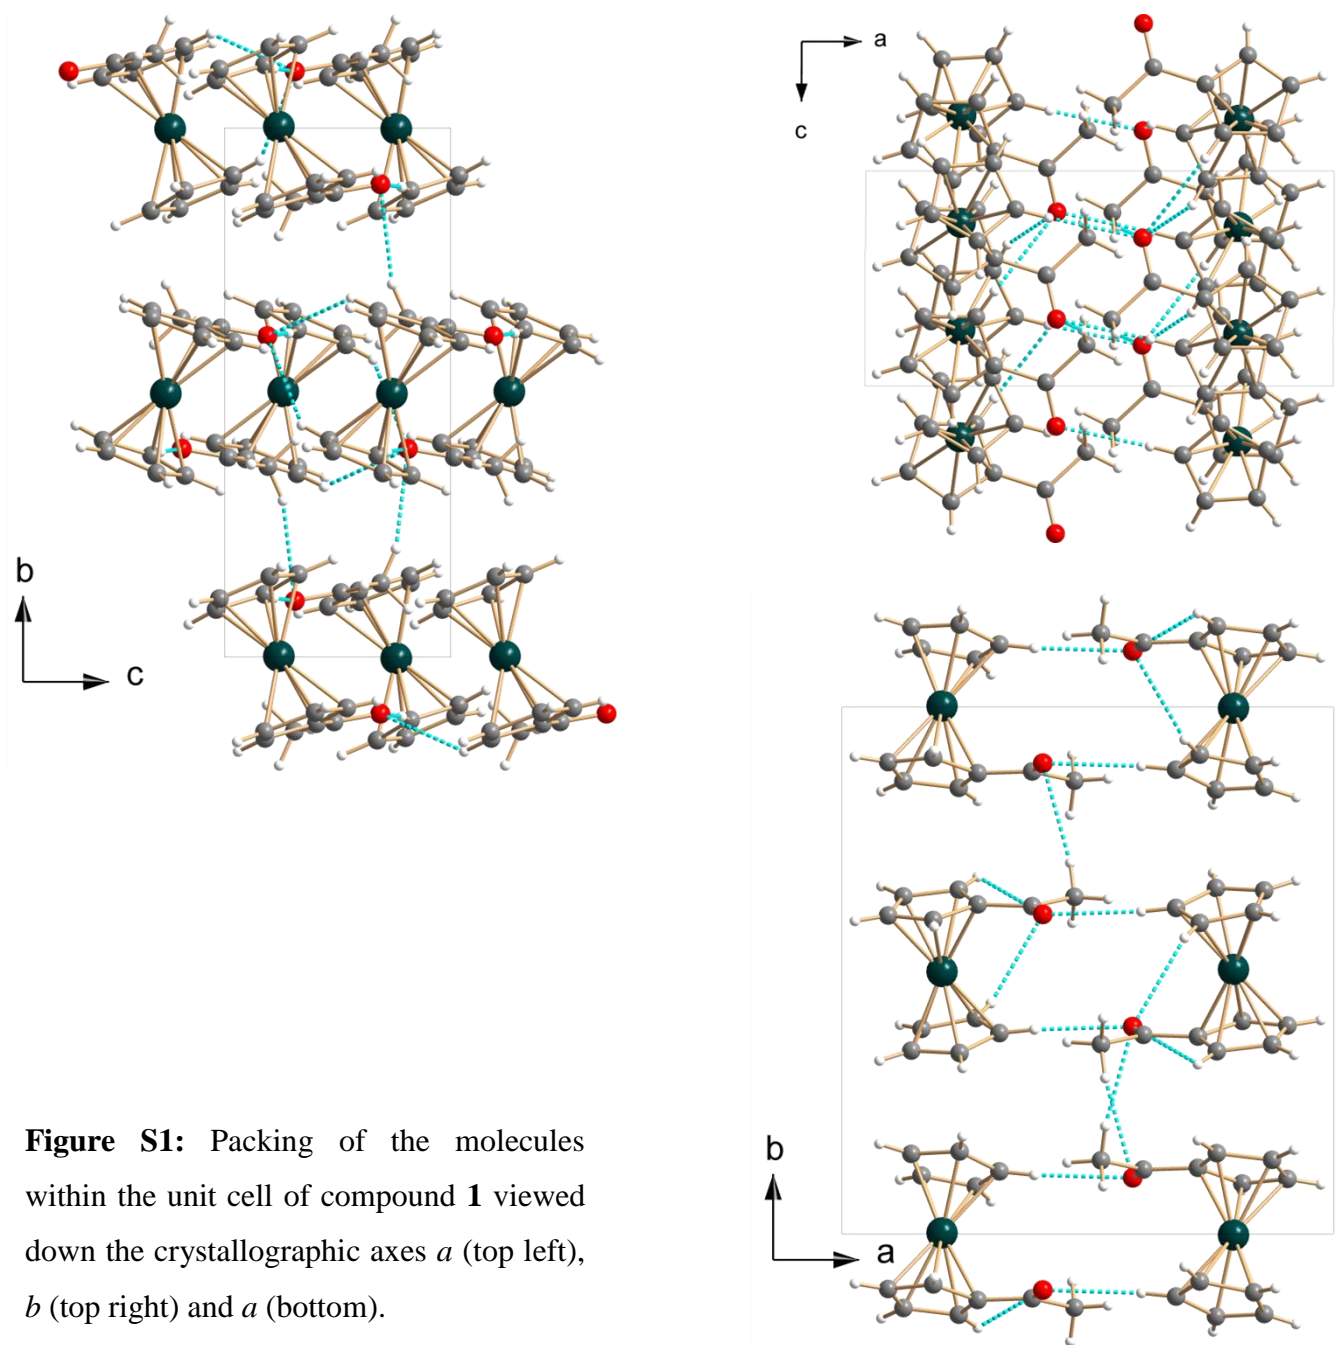 a
c
b
c
b
a
Figure S1: Packing of the molecules
within the unit cell of compound 1 viewed
down the crystallographic axes a (top left),
b (top right) and a (bottom).